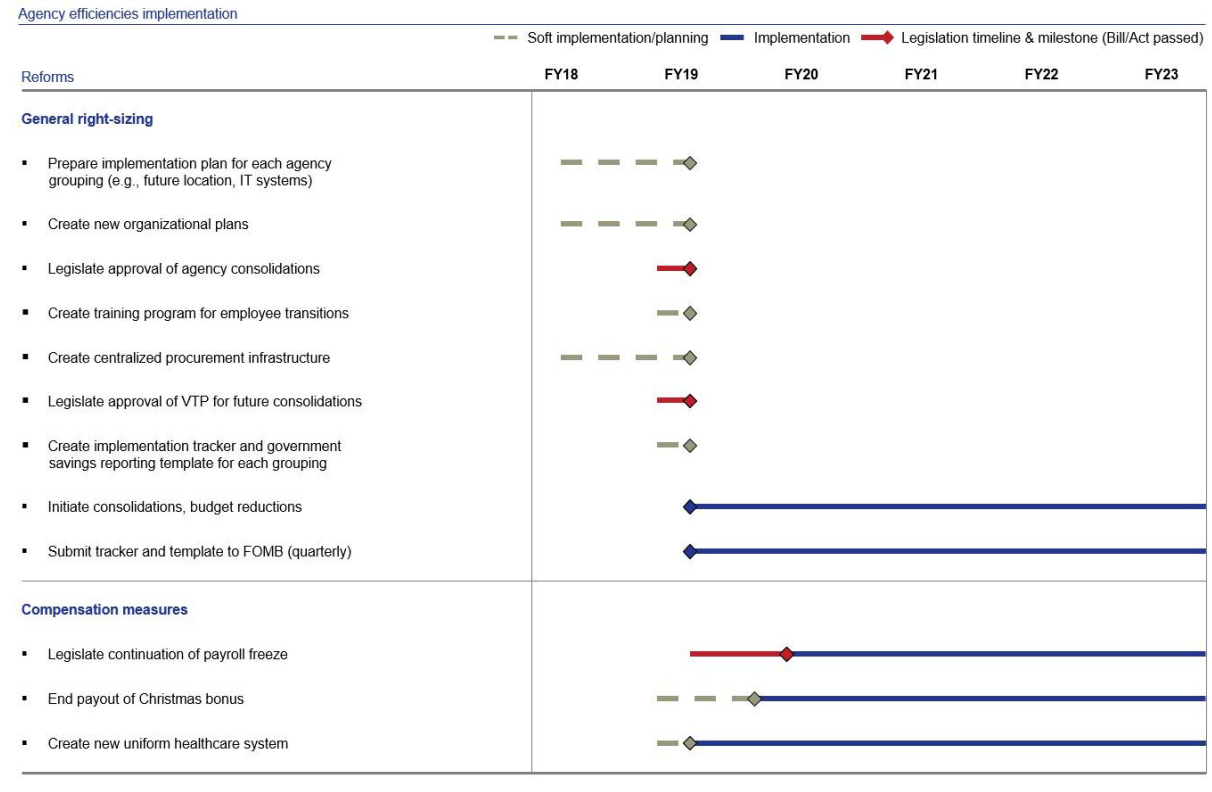 Agency efficiencies implementation
Soft implementation/planning Implementation Legislation timeline & milestone (Bill/Act passed)
Reforms FY18 FY19 FY20 FY21 FY22 FY23
General right-sizing
▪ Prepare implementation plan for each agency
grouping (e.g., future location, IT systems)
▪ Create new organizational plans
▪ Legislate approval of agency consolidations
▪ Create training program for employee transitions
▪ Create centralized procurement infrastructure
▪ Legislate approval of VTP for future consolidations
▪ Create implementation tracker and government
savings reporting template for each grouping
▪ Initiate consolidations, budget reductions
▪ Submit tracker and template to FOMB (quarterly)
Compensation measures
▪ Legislate continuation of payroll freeze
▪ End payout of Christmas bonus
▪ Create new uniform healthcare system